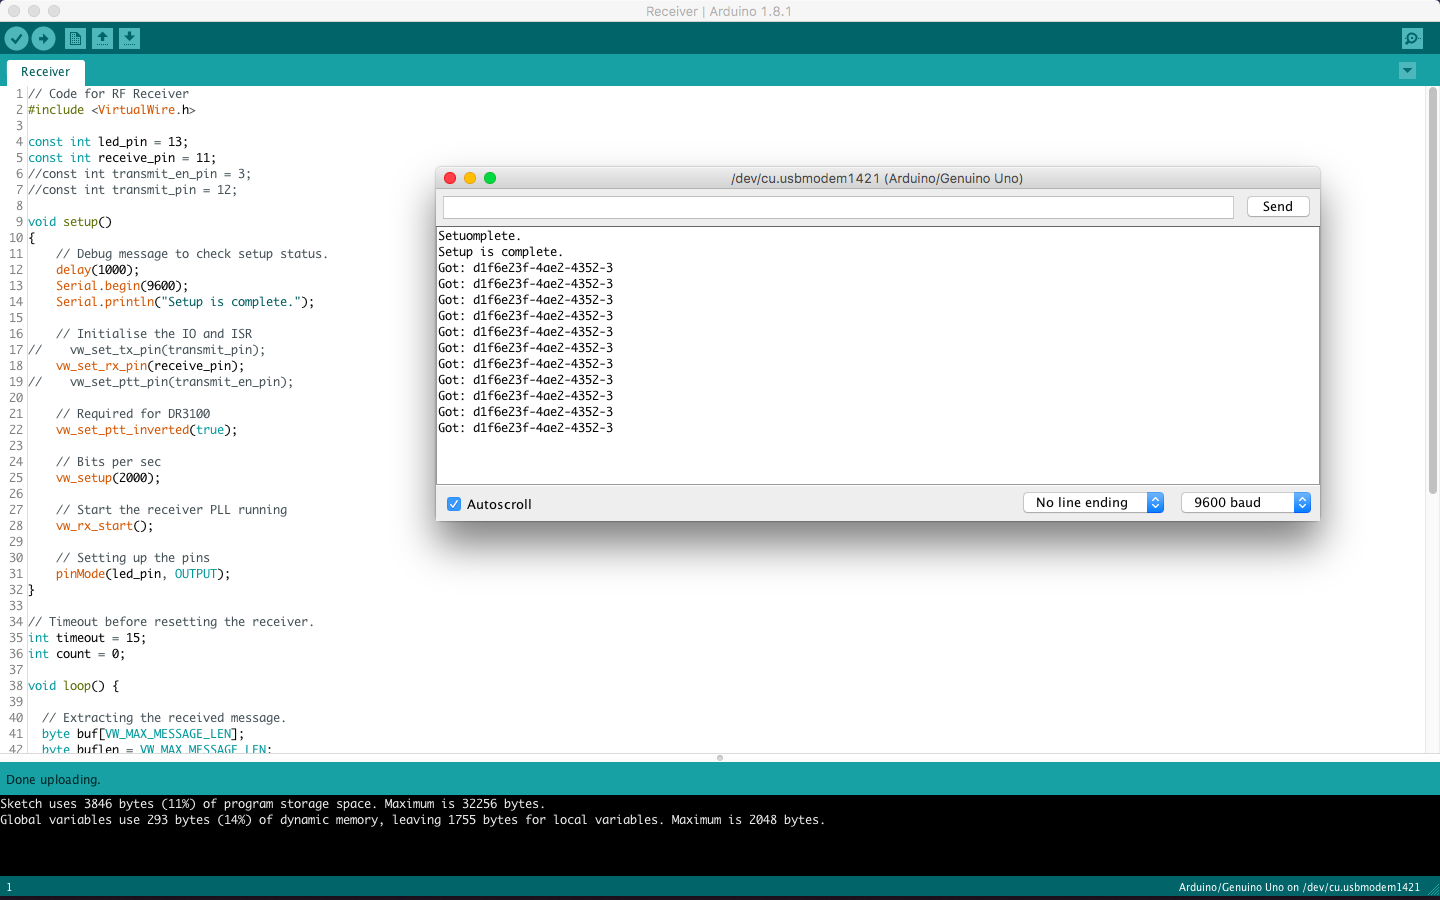 Receiver | Arduino 1.8.1
Receiver
1 // Code for RF Receiver
2 #include <VirtualWire.h>
3
4 const int led_pin = 13;
5 const int receive_pin = 11;
6 //const int transmit_en_pin = 3;
7 //const int transmit_pin = 12;
8
9 void setup()
10 {
11     // Debug message to check setup status.
12     delay(1000);
13     Serial.begin(9600);
14     Serial.println("Setup is complete.");
15
16     // Initialise the IO and ISR
17 //    vw_set_tx_pin(transmit_pin);
18     vw_set_rx_pin(receive_pin);
19 //    vw_set_ptt_pin(transmit_en_pin);
20
21     // Required for DR3100
22     vw_set_ptt_inverted(true);
23
24     // Bits per sec
25     vw_setup(2000);
26
27     // Start the receiver PLL running
28     vw_rx_start();
29
30     // Setting up the pins
31     pinMode(led_pin, OUTPUT);
32 }
33
34 // Timeout before resetting the receiver.
35 int timeout = 15;
36 int count = 0;
37
38 void loop() {
39
40   // Extracting the received message.
41   byte buf[VW_MAX_MESSAGE_LEN];
42   byte buflen = VW_MAX_MESSAGE_LEN;
/dev/cu.usbmodem1421 (Arduino/Genuino Uno)
Send
Setuomplete.
Setup is complete.
Got: d1f6e23f-4ae2-4352-3
Got: d1f6e23f-4ae2-4352-3
Got: d1f6e23f-4ae2-4352-3
Got: d1f6e23f-4ae2-4352-3
Got: d1f6e23f-4ae2-4352-3
Got: d1f6e23f-4ae2-4352-3
Got: d1f6e23f-4ae2-4352-3
Got: d1f6e23f-4ae2-4352-3
Got: d1f6e23f-4ae2-4352-3
Got: d1f6e23f-4ae2-4352-3
Got: d1f6e23f-4ae2-4352-3
Autoscroll
No line ending
9600 baud
Done uploading.
Sketch uses 3846 bytes (11%) of program storage space. Maximum is 32256 bytes.
Global variables use 293 bytes (14%) of dynamic memory, leaving 1755 bytes for local variables. Maximum is 2048 bytes.
1
Arduino/Genuino Uno on /dev/cu.usbmodem1421